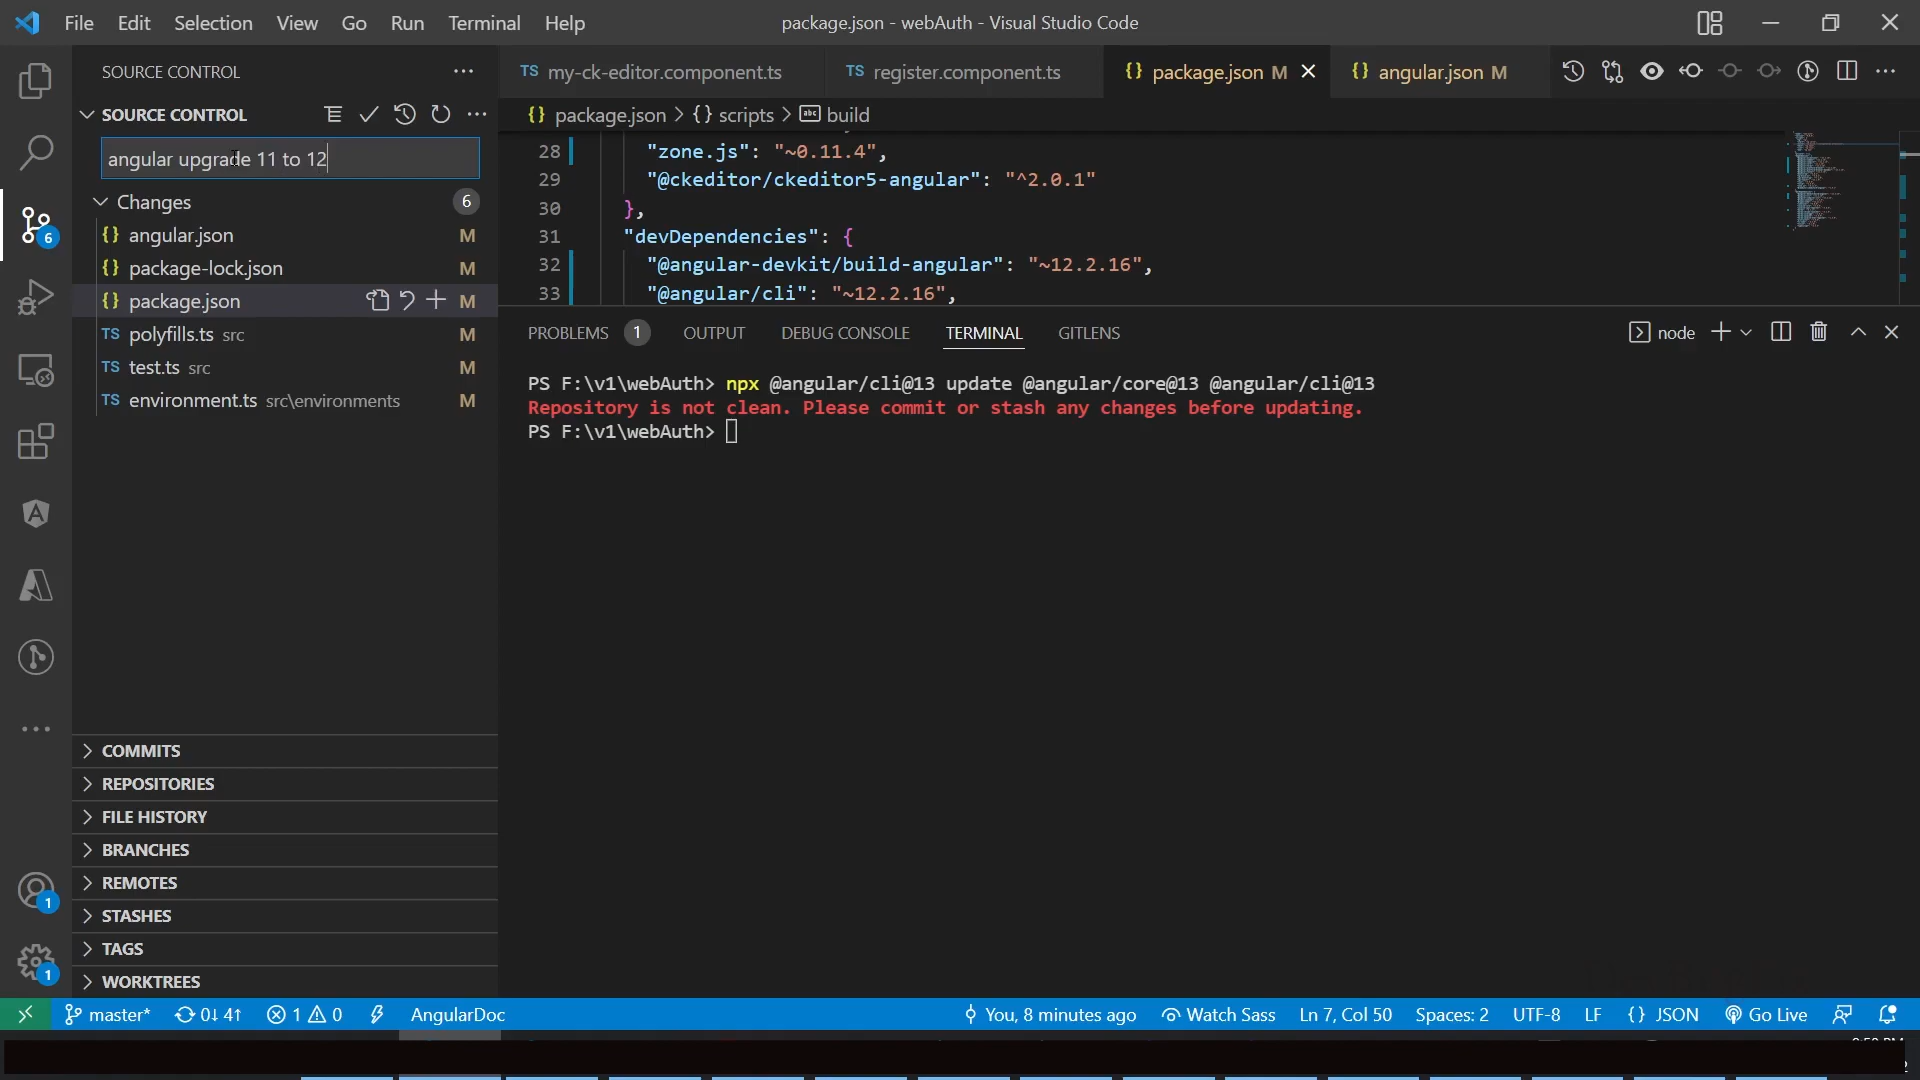 File Edit Selection View Go Run Terminal Help
package.json - webAuth - Visual Studio Code
SOURCE CONTROL
TS my-ck-editor.component.ts
TS register.component.ts
{} package.json M
{} angular.json M
SOURCE CONTROL
angular upgrade 11 to 12
Changes 6
{} angular.json M
{} package-lock.json M
{} package.json M
TS polyfills.ts src M
TS test.ts src M
TS environment.ts src\environments M
6
COMMITS
REPOSITORIES
FILE HISTORY
BRANCHES
REMOTES
STASHES
TAGS
WORKTREES
1
1
{} package.json > {} scripts > abc build
28 "zone.js": "~0.11.4",
29 "@ckeditor/ckeditor5-angular": "^2.0.1"
30 },
31 "devDependencies": {
32 "@angular-devkit/build-angular": "~12.2.16",
33 "@angular/cli": "~12.2.16",
PROBLEMS 1 OUTPUT DEBUG CONSOLE TERMINAL GITLENS
node
PS F:\v1\webAuth> npx @angular/cli@13 update @angular/core@13 @angular/cli@13
Repository is not clean. Please commit or stash any changes before updating.
PS F:\v1\webAuth>
master* 0↓ 4↑ 1 0 AngularDoc
You, 8 minutes ago Watch Sass Ln 7, Col 50 Spaces: 2 UTF-8 LF {} JSON Go Live